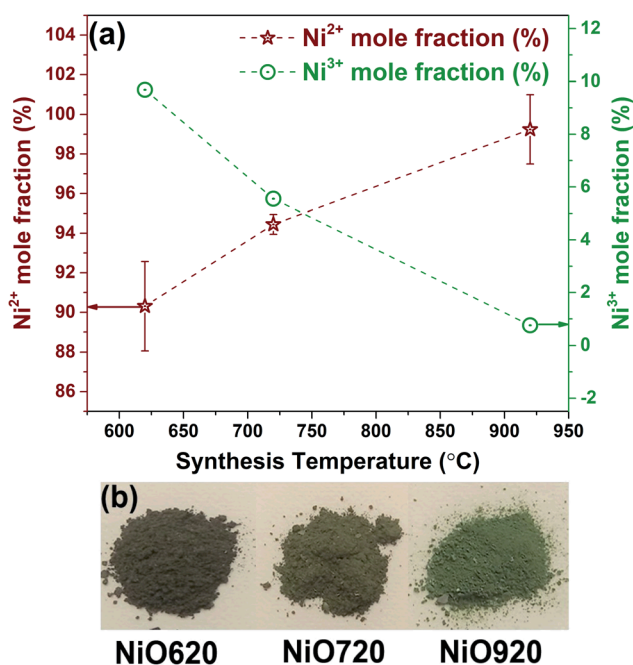 (a)
Ni2+ mole fraction (%)
Ni3+ mole fraction (%)
104
102
100
98
96
94
92
90
88
86
Ni2+ mole fraction (%)
12
10
8
6
4
2
0
-2
Ni3+ mole fraction (%)
600 650 700 750 800 850 900 950
Synthesis Temperature (°C)
(b)
NiO620 NiO720 NiO920